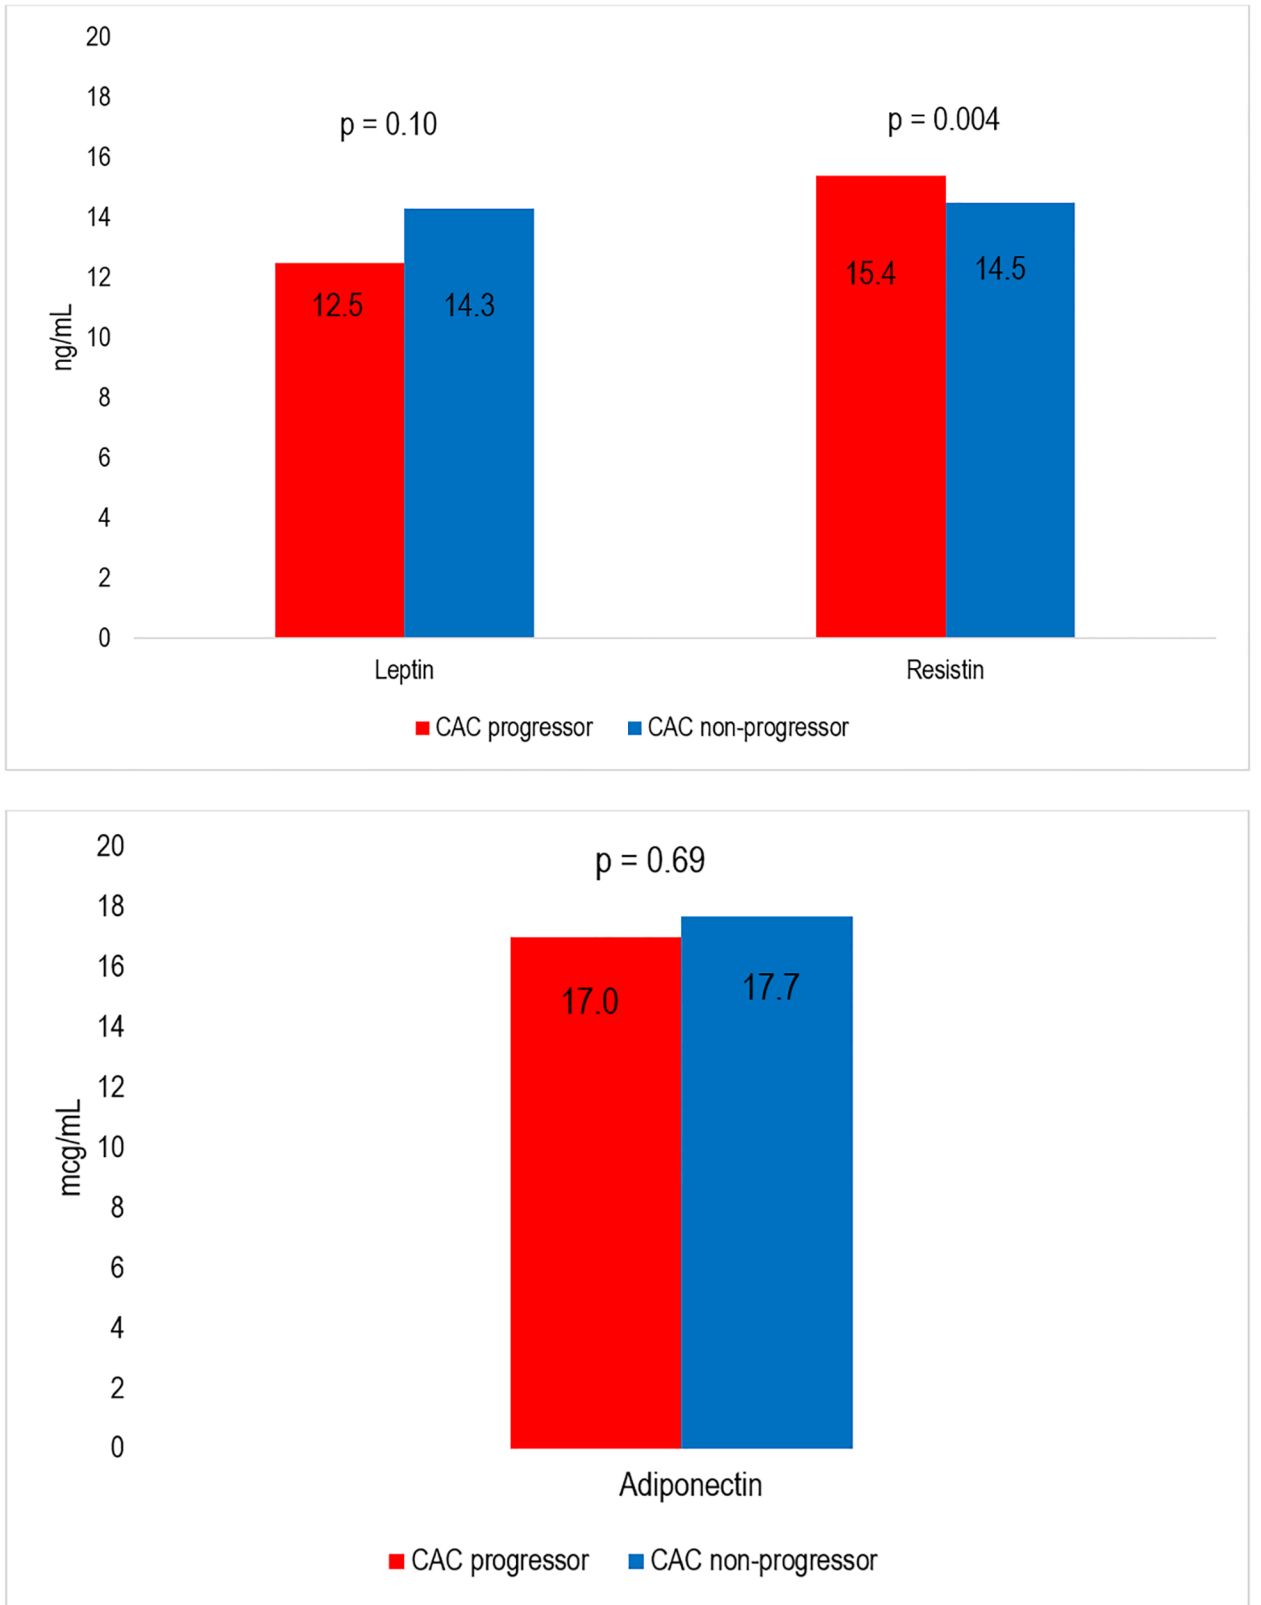 20
18
p = 0.10
p = 0.004
16
14
12
15.4
14.5
12.5
14.3
ng/mL
10
8
6
4
2
0
Leptin
Resistin
CAC progressor
CAC non-progressor
20
p = 0.69
18
16
17.0
17.7
14
12
mcg/mL
10
8
6
4
2
0
Adiponectin
CAC progressor
CAC non-progressor